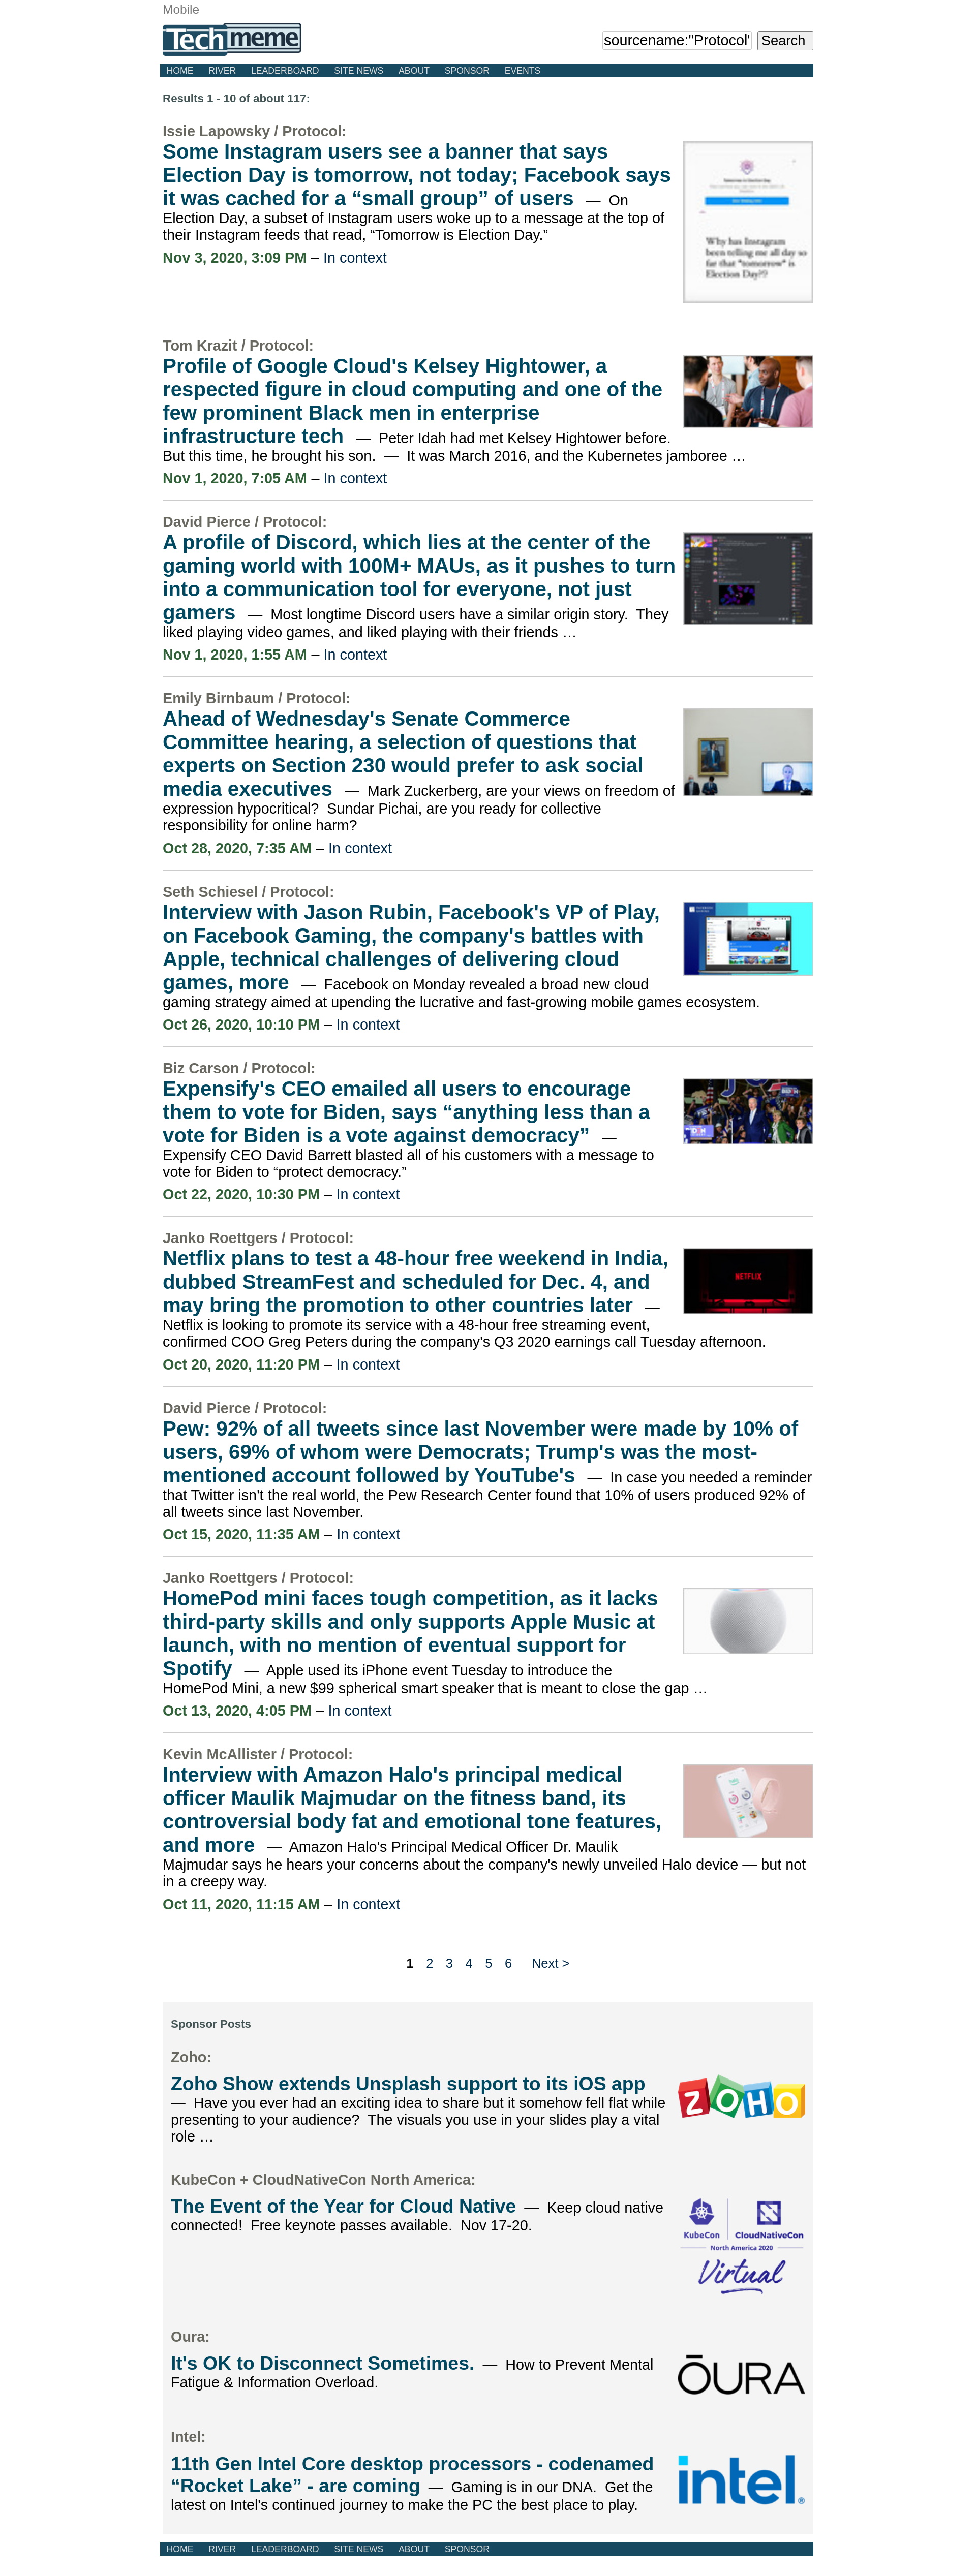 Mobile
Techmeme
sourcename:"Protocol' Search
HOME RIVER LEADERBOARD SITE NEWS ABOUT SPONSOR EVENTS
Results 1 - 10 of about 117:
Issie Lapowsky / Protocol:
Some Instagram users see a banner that says
Election Day is tomorrow, not today; Facebook says
it was cached for a “small group” of users — On
Election Day, a subset of Instagram users woke up to a message at the top of
their Instagram feeds that read, “Tomorrow is Election Day.”
Nov 3, 2020, 3:09 PM – In context
Tomorrow is Election Day
Why has Instagram
been telling me all day so
far that "tomorrow" is
Election Day?!
Tom Krazit / Protocol:
Profile of Google Cloud's Kelsey Hightower, a
respected figure in cloud computing and one of the
few prominent Black men in enterprise
infrastructure tech — Peter Idah had met Kelsey Hightower before.
But this time, he brought his son. — It was March 2016, and the Kubernetes jamboree …
Nov 1, 2020, 7:05 AM – In context
David Pierce / Protocol:
A profile of Discord, which lies at the center of the
gaming world with 100M+ MAUs, as it pushes to turn
into a communication tool for everyone, not just
gamers — Most longtime Discord users have a similar origin story. They
liked playing video games, and liked playing with their friends …
Nov 1, 2020, 1:55 AM – In context
Emily Birnbaum / Protocol:
Ahead of Wednesday's Senate Commerce
Committee hearing, a selection of questions that
experts on Section 230 would prefer to ask social
media executives — Mark Zuckerberg, are your views on freedom of
expression hypocritical? Sundar Pichai, are you ready for collective
responsibility for online harm?
Oct 28, 2020, 7:35 AM – In context
Seth Schiesel / Protocol:
Interview with Jason Rubin, Facebook's VP of Play,
on Facebook Gaming, the company's battles with
Apple, technical challenges of delivering cloud
games, more — Facebook on Monday revealed a broad new cloud
gaming strategy aimed at upending the lucrative and fast-growing mobile games ecosystem.
Oct 26, 2020, 10:10 PM – In context
Biz Carson / Protocol:
Expensify's CEO emailed all users to encourage
them to vote for Biden, says “anything less than a
vote for Biden is a vote against democracy” —
Expensify CEO David Barrett blasted all of his customers with a message to
vote for Biden to “protect democracy.”
Oct 22, 2020, 10:30 PM – In context
Janko Roettgers / Protocol:
Netflix plans to test a 48-hour free weekend in India,
dubbed StreamFest and scheduled for Dec. 4, and
may bring the promotion to other countries later —
Netflix is looking to promote its service with a 48-hour free streaming event,
confirmed COO Greg Peters during the company's Q3 2020 earnings call Tuesday afternoon.
Oct 20, 2020, 11:20 PM – In context
NETFLIX
David Pierce / Protocol:
Pew: 92% of all tweets since last November were made by 10% of
users, 69% of whom were Democrats; Trump's was the most-
mentioned account followed by YouTube's — In case you needed a reminder
that Twitter isn't the real world, the Pew Research Center found that 10% of users produced 92% of
all tweets since last November.
Oct 15, 2020, 11:35 AM – In context
Janko Roettgers / Protocol:
HomePod mini faces tough competition, as it lacks
third-party skills and only supports Apple Music at
launch, with no mention of eventual support for
Spotify — Apple used its iPhone event Tuesday to introduce the
HomePod Mini, a new $99 spherical smart speaker that is meant to close the gap …
Oct 13, 2020, 4:05 PM – In context
Kevin McAllister / Protocol:
Interview with Amazon Halo's principal medical
officer Maulik Majmudar on the fitness band, its
controversial body fat and emotional tone features,
and more — Amazon Halo's Principal Medical Officer Dr. Maulik
Majmudar says he hears your concerns about the company's newly unveiled Halo device — but not
in a creepy way.
Oct 11, 2020, 11:15 AM – In context
1 2 3 4 5 6 Next >
Sponsor Posts
Zoho:
Zoho Show extends Unsplash support to its iOS app
— Have you ever had an exciting idea to share but it somehow fell flat while
presenting to your audience? The visuals you use in your slides play a vital
role …
ZOHO
KubeCon + CloudNativeCon North America:
The Event of the Year for Cloud Native — Keep cloud native
connected! Free keynote passes available. Nov 17-20.
KubeCon CloudNativeCon
North America 2020
Virtual
Oura:
It's OK to Disconnect Sometimes. — How to Prevent Mental
Fatigue & Information Overload.
ŌURA
Intel:
11th Gen Intel Core desktop processors - codenamed
“Rocket Lake” - are coming — Gaming is in our DNA. Get the
latest on Intel's continued journey to make the PC the best place to play.
intel®
HOME RIVER LEADERBOARD SITE NEWS ABOUT SPONSOR